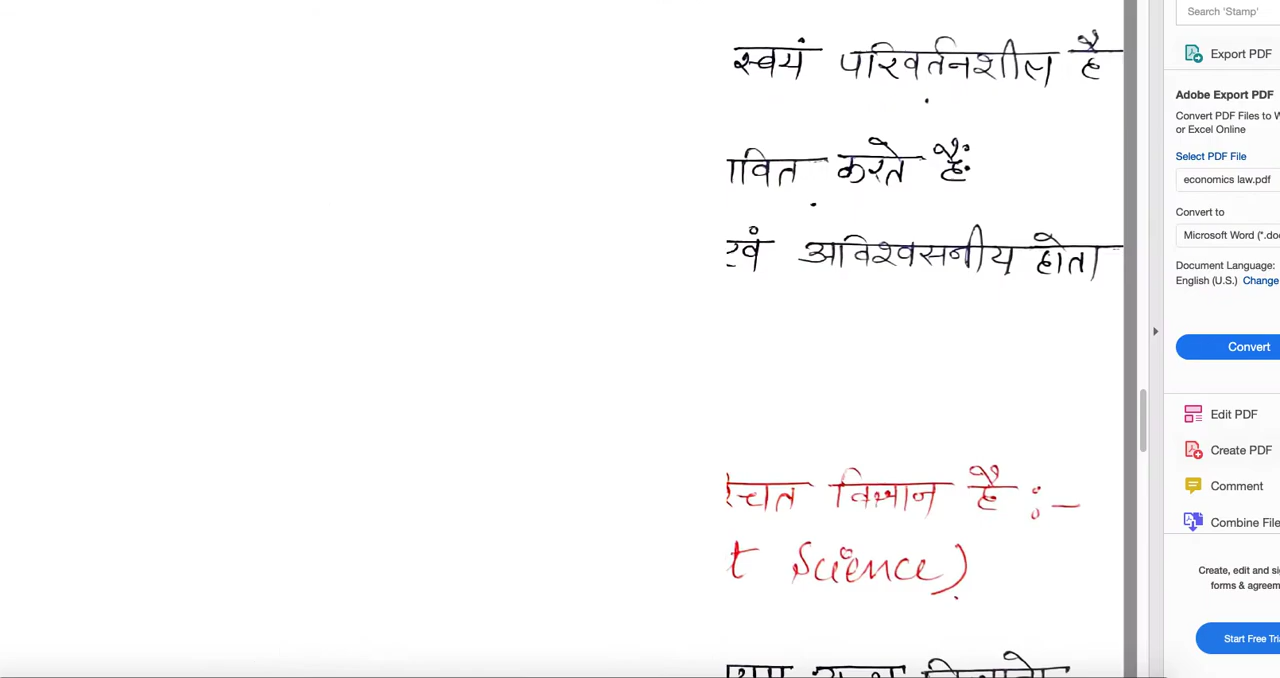 Search 'Stamp'
स्वयं परिवर्तनशील है
Export PDF
Adobe Export PDF
Convert PDF Files to W
or Excel Online
Select PDF File
वित करते हैं
economics law.pdf
Convert to
एवं अविश्वसनीय होता
Microsoft Word (*.doc
Document Language:
English (U.S.) Change
Convert
Edit PDF
Create PDF
श्चित विज्ञान है :-
Comment
Combine File
t Science)
Create, edit and si
forms & agreem
Start Free Tria